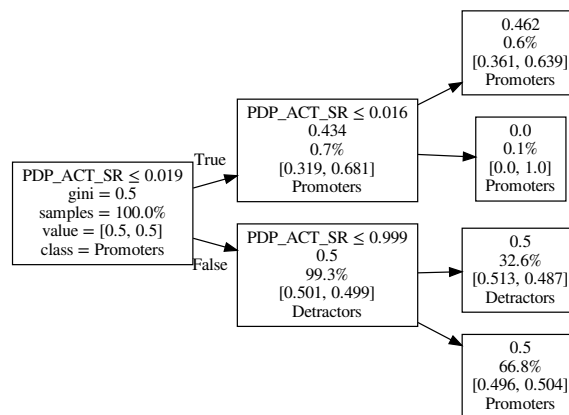 PDP_ACT_SR ≤ 0.019
gini = 0.5
samples = 100.0%
value = [0.5, 0.5]
class = Promoters
True
False
PDP_ACT_SR ≤ 0.016
0.434
0.7%
[0.319, 0.681]
Promoters
PDP_ACT_SR ≤ 0.999
0.5
99.3%
[0.501, 0.499]
Detractors
0.462
0.6%
[0.361, 0.639]
Promoters
0.0
0.1%
[0.0, 1.0]
Promoters
0.5
32.6%
[0.513, 0.487]
Detractors
0.5
66.8%
[0.496, 0.504]
Promoters